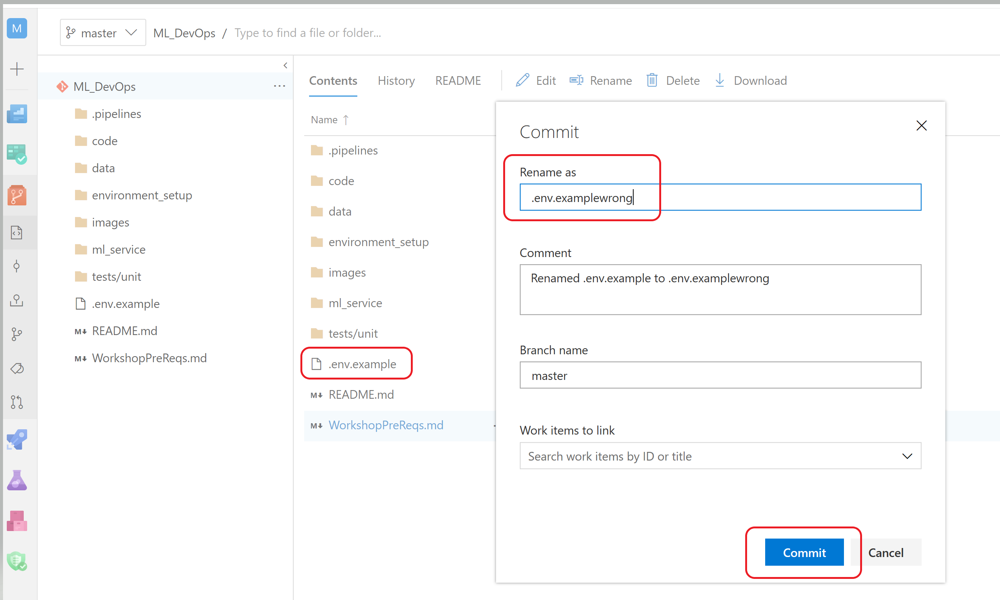 M
master
ML_DevOps / Type to find a file or folder...
ML_DevOps
.pipelines
code
data
environment_setup
images
ml_service
tests/unit
.env.example
M↓ README.md
M↓ WorkshopPreReqs.md
Contents
History
README
Edit
Rename
Delete
Download
Name ↑
.pipelines
code
data
environment_setup
images
ml_service
tests/unit
.env.example
M↓ README.md
M↓ WorkshopPreReqs.md
Commit
Rename as
.env.examplewrong
Comment
Renamed .env.example to .env.examplewrong
Branch name
master
Work items to link
Search work items by ID or title
Commit
Cancel